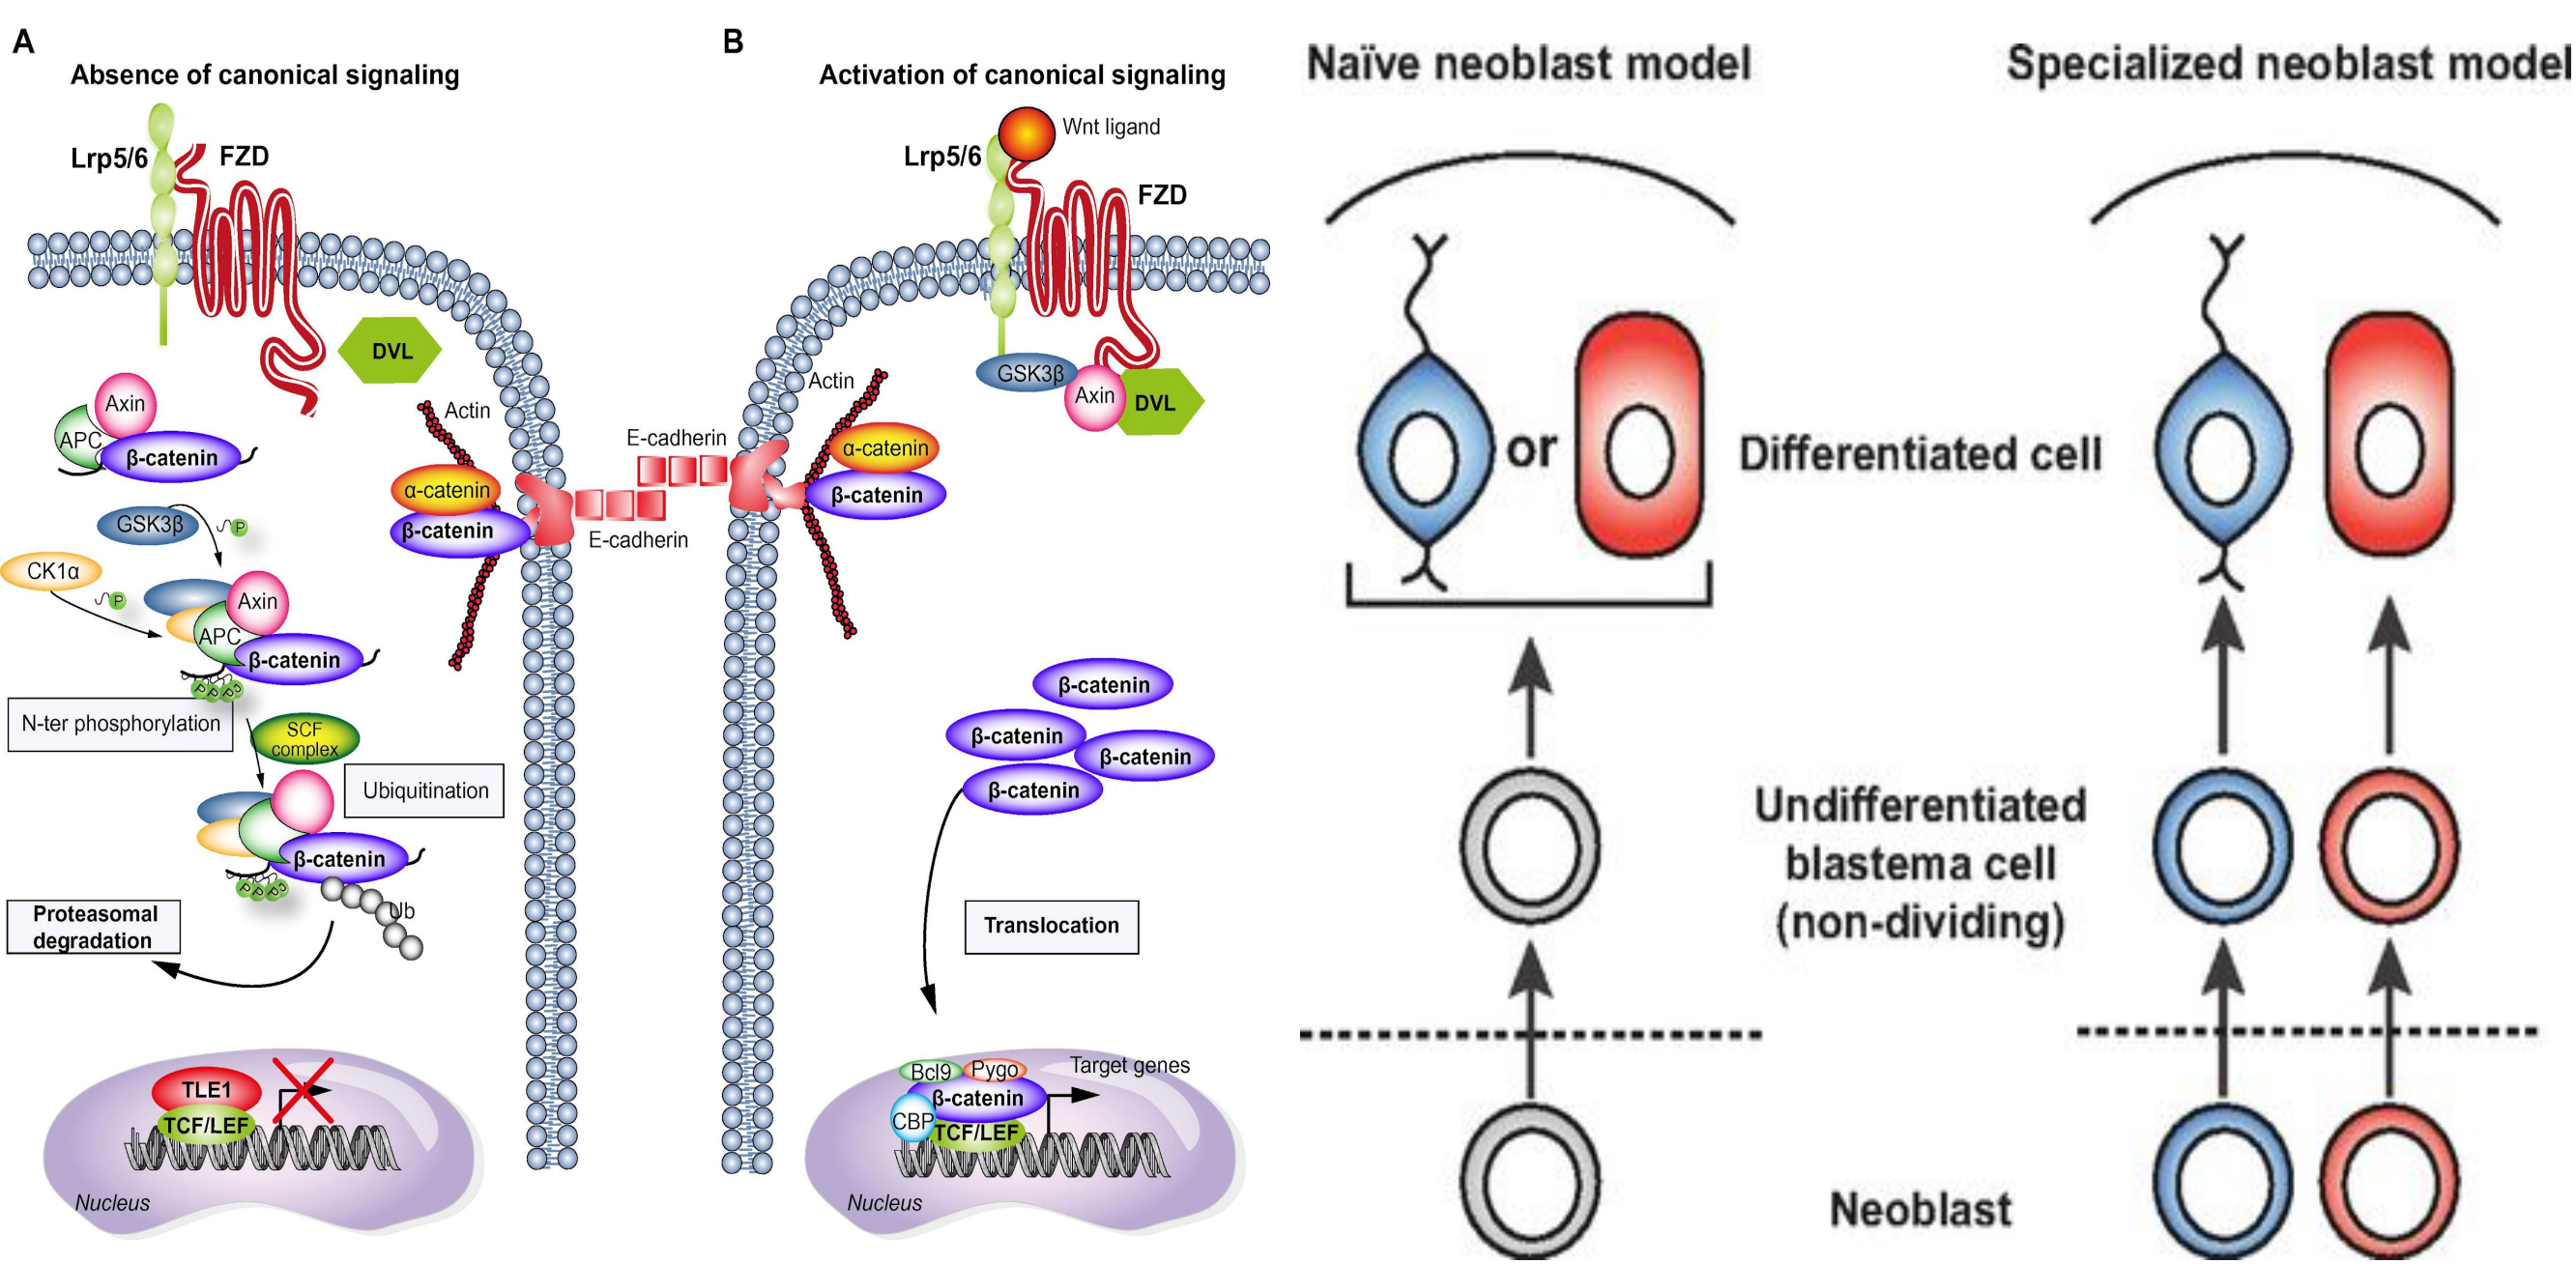 A
Absence of canonical signaling
Lrp5/6
FZD
DVL
Axin
APC
β-catenin
GSK3β
P
CK1α
P
Axin
APC
β-catenin
P P P P
N-ter phosphorylation
SCF
complex
Ubiquitination
β-catenin
P P P P
Ub
Proteasomal
degradation
TLE1
TCF/LEF
Nucleus
Actin
α-catenin
β-catenin
E-cadherin
E-cadherin
B
Activation of canonical signaling
Wnt ligand
Lrp5/6
FZD
GSK3β
Axin
DVL
Actin
α-catenin
β-catenin
β-catenin
β-catenin
β-catenin
β-catenin
Translocation
Bcl9
Pygo
Target genes
β-catenin
CBP
TCF/LEF
Nucleus
Naïve neoblast model
Specialized neoblast model
or
Differentiated cell
Undifferentiated
blastema cell
(non-dividing)
Neoblast